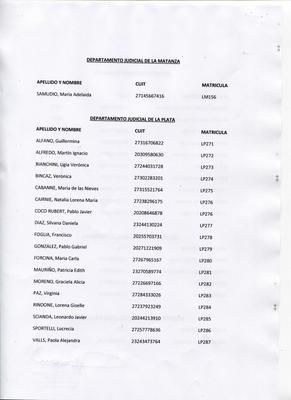 DEPARTAMENTO JUDICIAL DE LA MATANZA
APELLIDO Y NOMBRE CUIT MATRICULA
SAMUDIO, Maria Adelaida 27145667416 LM156
DEPARTAMENTO JUDICIAL DE LA PLATA
APELLIDO Y NOMBRE CUIT MATRICULA
ALFANO, Guillermina 27316706822 LP271
ALFREDO, Martin Ignacio 20309580630 LP272
BIANCHINI, Ligia Verónica 27244031728 LP273
BINCAZ, Veronica 27302283201 LP274
CABANNE, Maria de las Nieves 27315521764 LP275
CAIRNIE, Natalia Lorena Maria 27238296175 LP276
COCO RUBERT, Pablo Javier 20208646878 LP276
DIAZ, Silvana Daniela 23244130224 LP277
FOGLIA, Francisco 20255703731 LP278
GONZALEZ, Pablo Gabriel 20271221909 LP279
FORCINA, Maria Carla 27267965167 LP280
MAURIÑO, Patricia Edith 23270589774 LP281
MORENO, Graciela Alicia 27226697166 LP282
PAZ, Virginia 27284333026 LP283
RINDONE, Lorena Giselle 27237923249 LP284
SCIANDA, Leonardo Javier 20244213910 LP285
SPORTELLI, Lucrecia 27257778636 LP286
VALLS, Paola Alejandra 23243473764 LP287